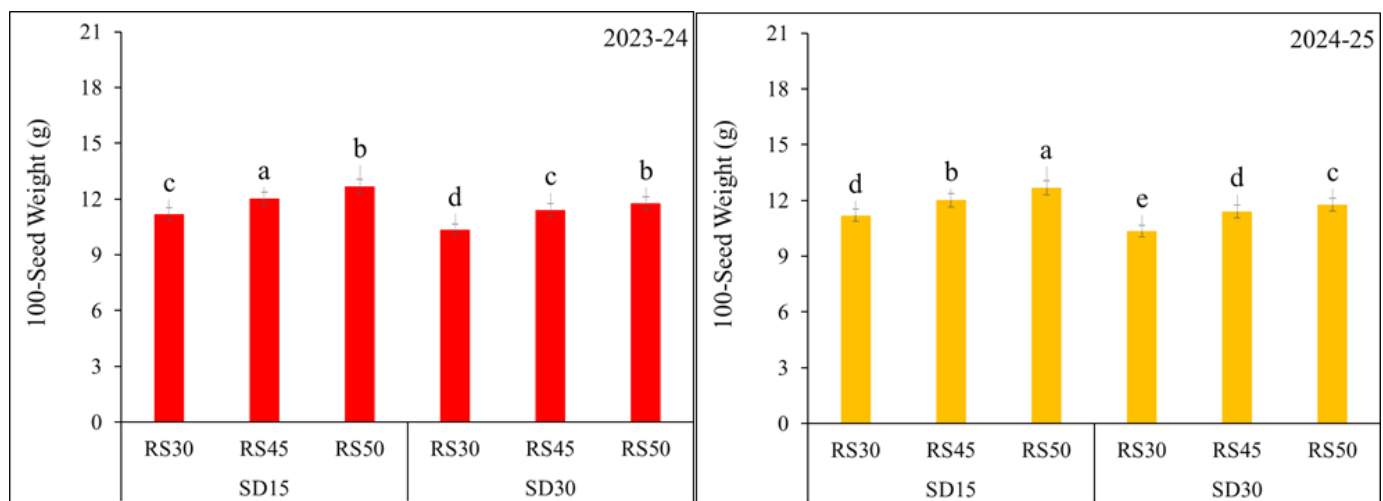 2023-24
100-Seed Weight (g)
21
18
15
12
9
6
3
0
c
a
b
d
c
b
RS30 RS45 RS50 RS30 RS45 RS50
SD15 SD30
2024-25
100-Seed Weight (g)
21
18
15
12
9
6
3
0
d
b
a
e
d
c
RS30 RS45 RS50 RS30 RS45 RS50
SD15 SD30